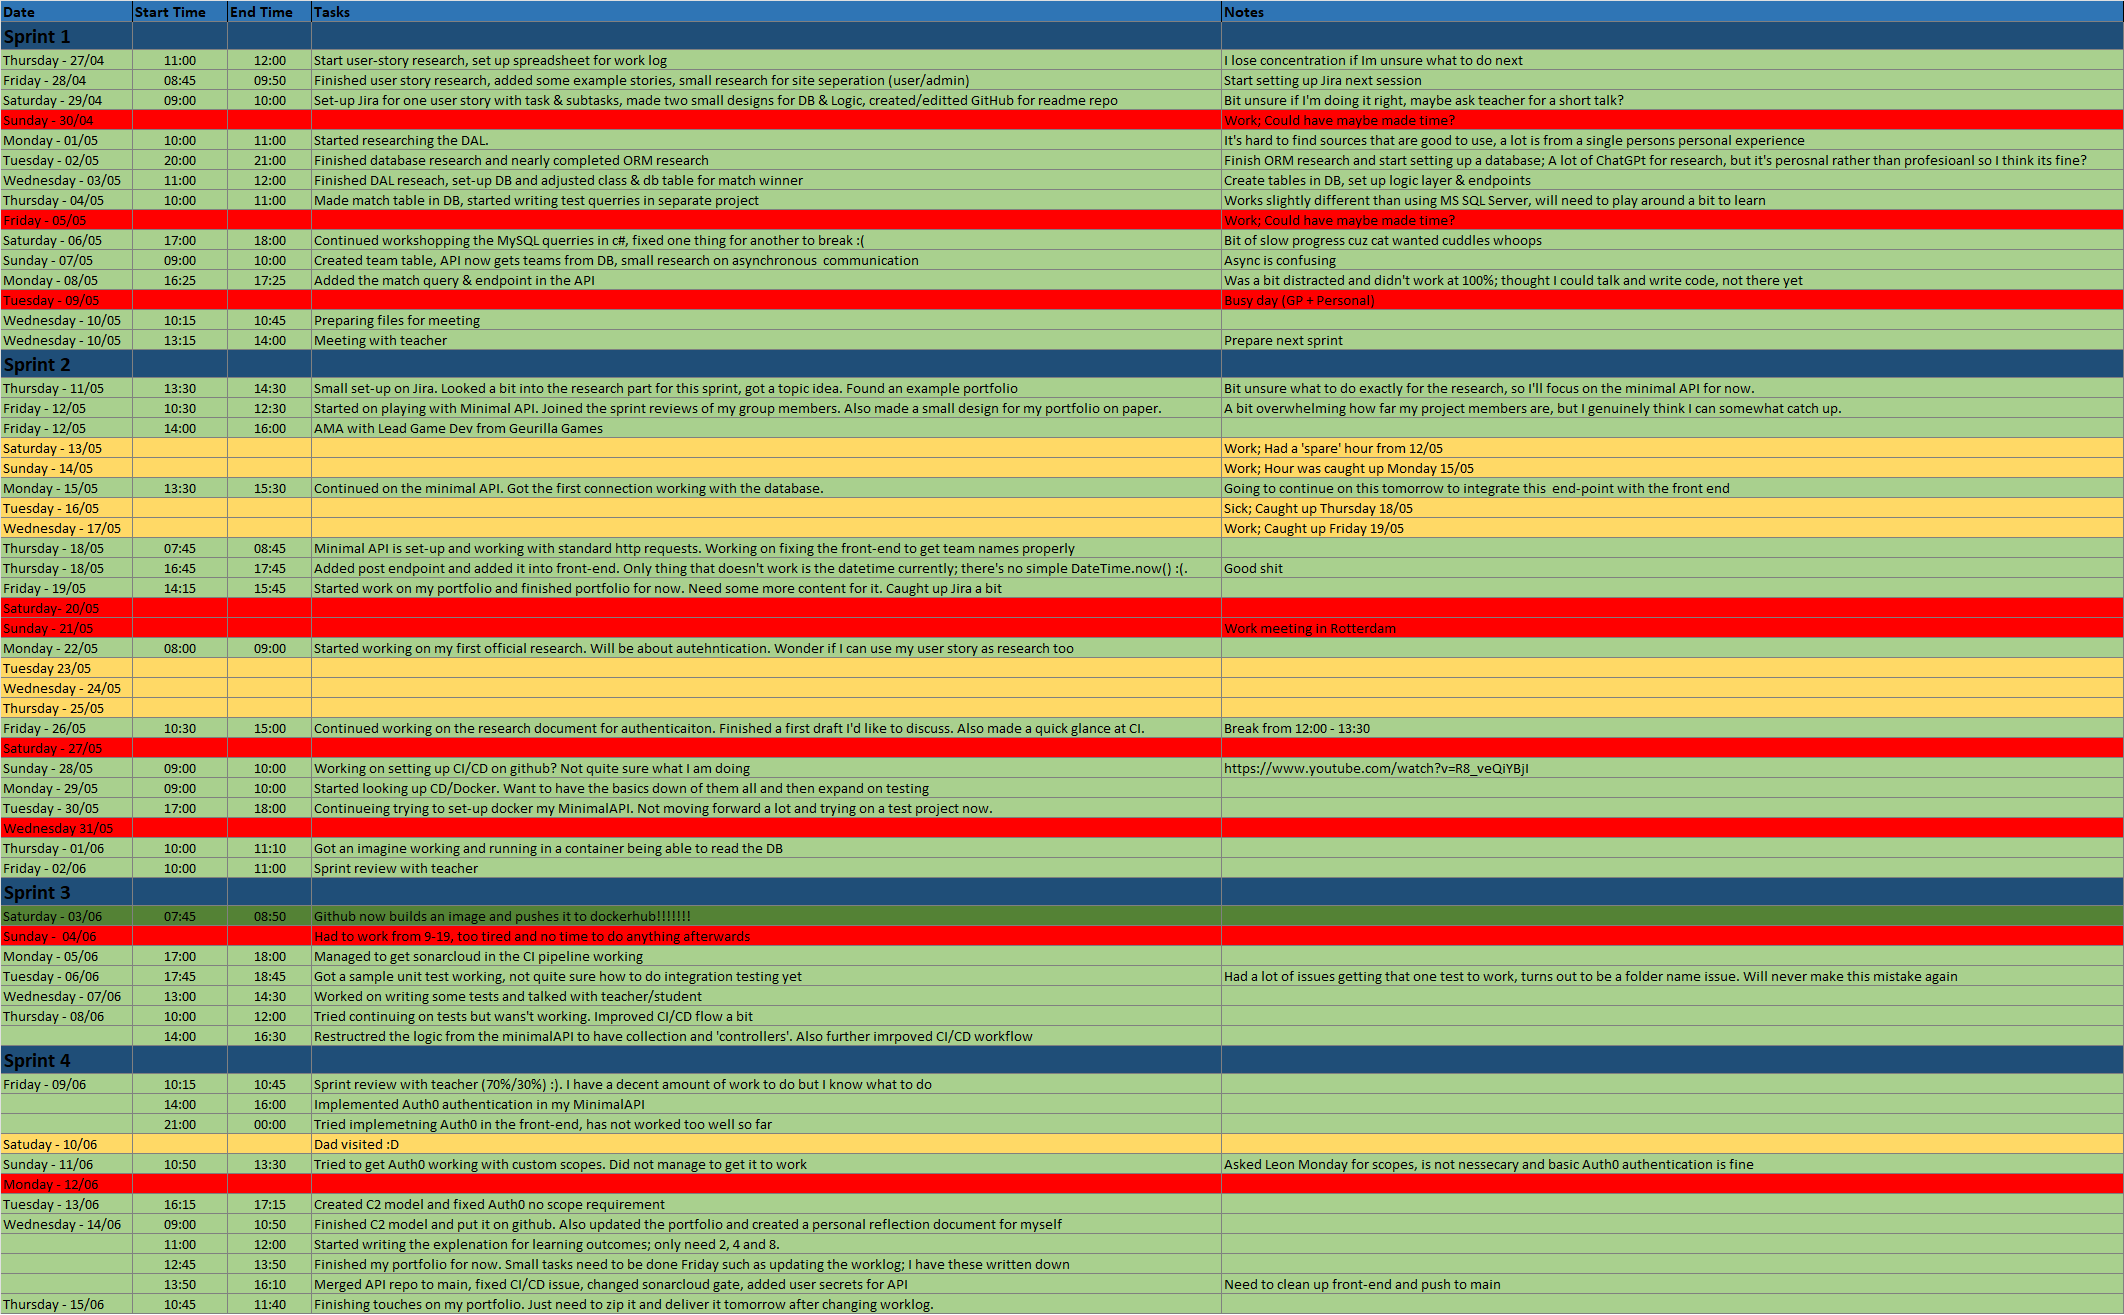 Date Start Time End Time Tasks Notes
Sprint 1
Thursday - 27/04 11:00 12:00 Start user-story research, set up spreadsheet for work log I lose concentration if Im unsure what to do next
Friday - 28/04 08:45 09:50 Finished user story research, added some example stories, small research for site seperation (user/admin) Start setting up Jira next session
Saturday - 29/04 09:00 10:00 Set-up Jira for one user story with task & subtasks, made two small designs for DB & Logic, created/editted GitHub for readme repo Bit unsure if I'm doing it right, maybe ask teacher for a short talk?
Sunday - 30/04 Work; Could have maybe made time?
Monday - 01/05 10:00 11:00 Started researching the DAL. It's hard to find sources that are good to use, a lot is from a single persons personal experience
Tuesday - 02/05 20:00 21:00 Finished database research and nearly completed ORM research Finish ORM research and start setting up a database; A lot of ChatGPt for research, but it's perosnal rather than profesioanl so I think its fine?
Wednesday - 03/05 11:00 12:00 Finished DAL reseach, set-up DB and adjusted class & db table for match winner Create tables in DB, set up logic layer & endpoints
Thursday - 04/05 10:00 11:00 Made match table in DB, started writing test querries in separate project Works slightly different than using MS SQL Server, will need to play around a bit to learn
Friday - 05/05 Work; Could have maybe made time?
Saturday - 06/05 17:00 18:00 Continued workshopping the MySQL querries in c#, fixed one thing for another to break :( Bit of slow progress cuz cat wanted cuddles whoops
Sunday - 07/05 09:00 10:00 Created team table, API now gets teams from DB, small research on asynchronous communication Async is confusing
Monday - 08/05 16:25 17:25 Added the match query & endpoint in the API Was a bit distracted and didn't work at 100%; thought I could talk and write code, not there yet
Tuesday - 09/05 Busy day (GP + Personal)
Wednesday - 10/05 10:15 10:45 Preparing files for meeting
Wednesday - 10/05 13:15 14:00 Meeting with teacher Prepare next sprint
Sprint 2
Thursday - 11/05 13:30 14:30 Small set-up on Jira. Looked a bit into the research part for this sprint, got a topic idea. Found an example portfolio Bit unsure what to do exactly for the research, so I'll focus on the minimal API for now.
Friday - 12/05 10:30 12:30 Started on playing with Minimal API. Joined the sprint reviews of my group members. Also made a small design for my portfolio on paper. A bit overwhelming how far my project members are, but I genuinely think I can somewhat catch up.
Friday - 12/05 14:00 16:00 AMA with Lead Game Dev from Geurilla Games
Saturday - 13/05 Work; Had a 'spare' hour from 12/05
Sunday - 14/05 Work; Hour was caught up Monday 15/05
Monday - 15/05 13:30 15:30 Continued on the minimal API. Got the first connection working with the database. Going to continue on this tomorrow to integrate this end-point with the front end
Tuesday - 16/05 Sick; Caught up Thursday 18/05
Wednesday - 17/05 Work; Caught up Friday 19/05
Thursday - 18/05 07:45 08:45 Minimal API is set-up and working with standard http requests. Working on fixing the front-end to get team names properly
Thursday - 18/05 16:45 17:45 Added post endpoint and added it into front-end. Only thing that doesn't work is the datetime currently; there's no simple DateTime.now() :(. Good shit
Friday - 19/05 14:15 15:45 Started work on my portfolio and finished portfolio for now. Need some more content for it. Caught up Jira a bit
Saturday- 20/05
Sunday - 21/05 Work meeting in Rotterdam
Monday - 22/05 08:00 09:00 Started working on my first official research. Will be about autehntication. Wonder if I can use my user story as research too
Tuesday 23/05
Wednesday - 24/05
Thursday - 25/05
Friday - 26/05 10:30 15:00 Continued working on the research document for authenticaiton. Finished a first draft I'd like to discuss. Also made a quick glance at CI. Break from 12:00 - 13:30
Saturday - 27/05
Sunday - 28/05 09:00 10:00 Working on setting up CI/CD on github? Not quite sure what I am doing https://www.youtube.com/watch?v=R8_veQiYBjI
Monday - 29/05 09:00 10:00 Started looking up CD/Docker. Want to have the basics down of them all and then expand on testing
Tuesday - 30/05 17:00 18:00 Continueing trying to set-up docker my MinimalAPI. Not moving forward a lot and trying on a test project now.
Wednesday 31/05
Thursday - 01/06 10:00 11:10 Got an imagine working and running in a container being able to read the DB
Friday - 02/06 10:00 11:00 Sprint review with teacher
Sprint 3
Saturday - 03/06 07:45 08:50 Github now builds an image and pushes it to dockerhub!!!!!!!
Sunday - 04/06 Had to work from 9-19, too tired and no time to do anything afterwards
Monday - 05/06 17:00 18:00 Managed to get sonarcloud in the CI pipeline working
Tuesday - 06/06 17:45 18:45 Got a sample unit test working, not quite sure how to do integration testing yet Had a lot of issues getting that one test to work, turns out to be a folder name issue. Will never make this mistake again
Wednesday - 07/06 13:00 14:30 Worked on writing some tests and talked with teacher/student
Thursday - 08/06 10:00 12:00 Tried continuing on tests but wans't working. Improved CI/CD flow a bit
14:00 16:30 Restructred the logic from the minimalAPI to have collection and 'controllers'. Also further imrpoved CI/CD workflow
Sprint 4
Friday - 09/06 10:15 10:45 Sprint review with teacher (70%/30%) :). I have a decent amount of work to do but I know what to do
14:00 16:00 Implemented Auth0 authentication in my MinimalAPI
21:00 00:00 Tried implemetning Auth0 in the front-end, has not worked too well so far
Satuday - 10/06 Dad visited :D
Sunday - 11/06 10:50 13:30 Tried to get Auth0 working with custom scopes. Did not manage to get it to work Asked Leon Monday for scopes, is not nessecary and basic Auth0 authentication is fine
Monday - 12/06
Tuesday - 13/06 16:15 17:15 Created C2 model and fixed Auth0 no scope requirement
Wednesday - 14/06 09:00 10:50 Finished C2 model and put it on github. Also updated the portfolio and created a personal reflection document for myself
11:00 12:00 Started writing the explenation for learning outcomes; only need 2, 4 and 8.
12:45 13:50 Finished my portfolio for now. Small tasks need to be done Friday such as updating the worklog; I have these written down
13:50 16:10 Merged API repo to main, fixed CI/CD issue, changed sonarcloud gate, added user secrets for API Need to clean up front-end and push to main
Thursday - 15/06 10:45 11:40 Finishing touches on my portfolio. Just need to zip it and deliver it tomorrow after changing worklog.